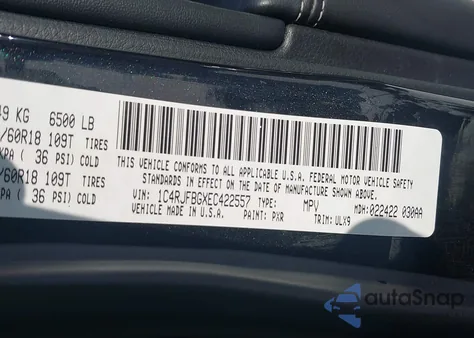 49 KG 6500 LB
/60R18 109T TIRES
KPA ( 36 PSI) COLD
/60R18 109T TIRES
KPA ( 36 PSI) COLD
THIS VEHICLE CONFORMS TO ALL APPLICABLE U.S.A. FEDERAL MOTOR VEHICLE SAFETY
STANDARDS IN EFFECT ON THE DATE OF MANUFACTURE SHOWN ABOVE.
VIN: 1C4RJFBGXEC422557 TYPE: MPV MDH: 022422 030AA
VEHICLE MADE IN U.S.A. PAINT: PXR TRIM: ULX9
autoSnap